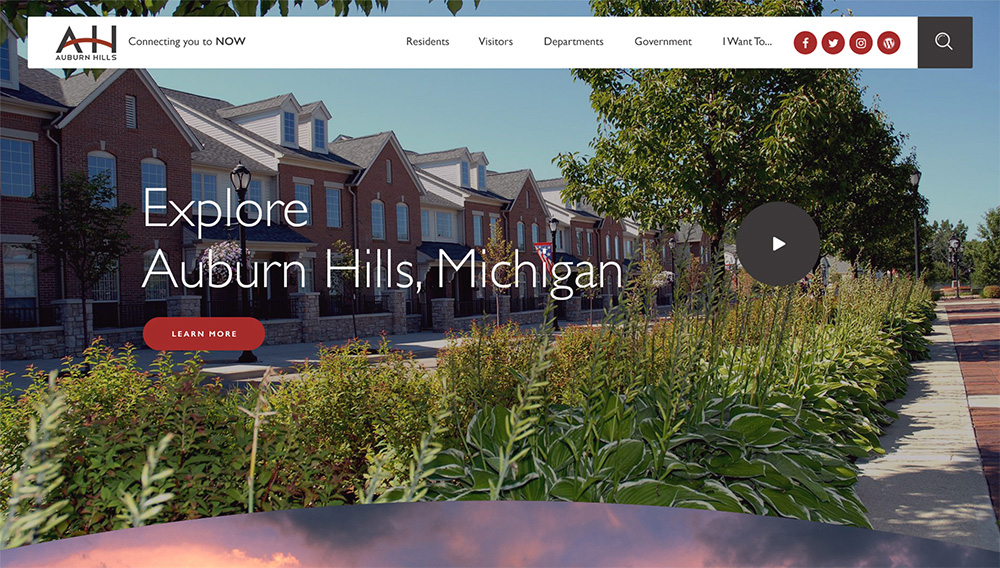 AH
AUBURN HILLS
Connecting you to NOW
Residents
Visitors
Departments
Government
I Want To...
Explore
Auburn Hills, Michigan
LEARN MORE